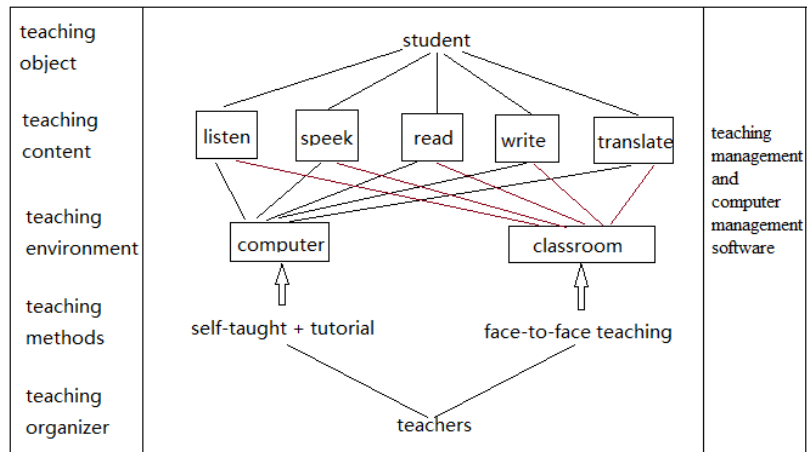 teaching
object
student
teaching
content
listen
speek
read
write
translate
teaching
management
and
computer
management
software
teaching
environment
computer
classroom
teaching
methods
self-taught + tutorial
face-to-face teaching
teaching
organizer
teachers